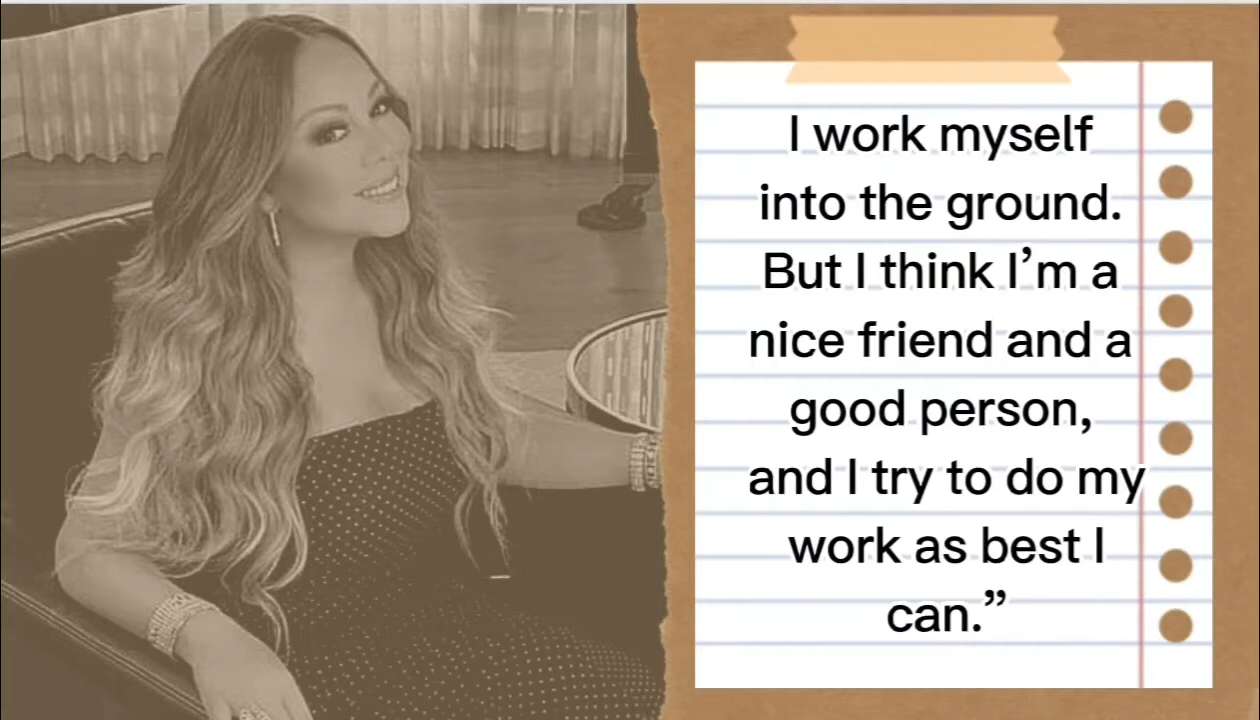 I work myself
into the ground.
But I think I’m a
nice friend and a
good person,
and I try to do my
work as best I
can.”